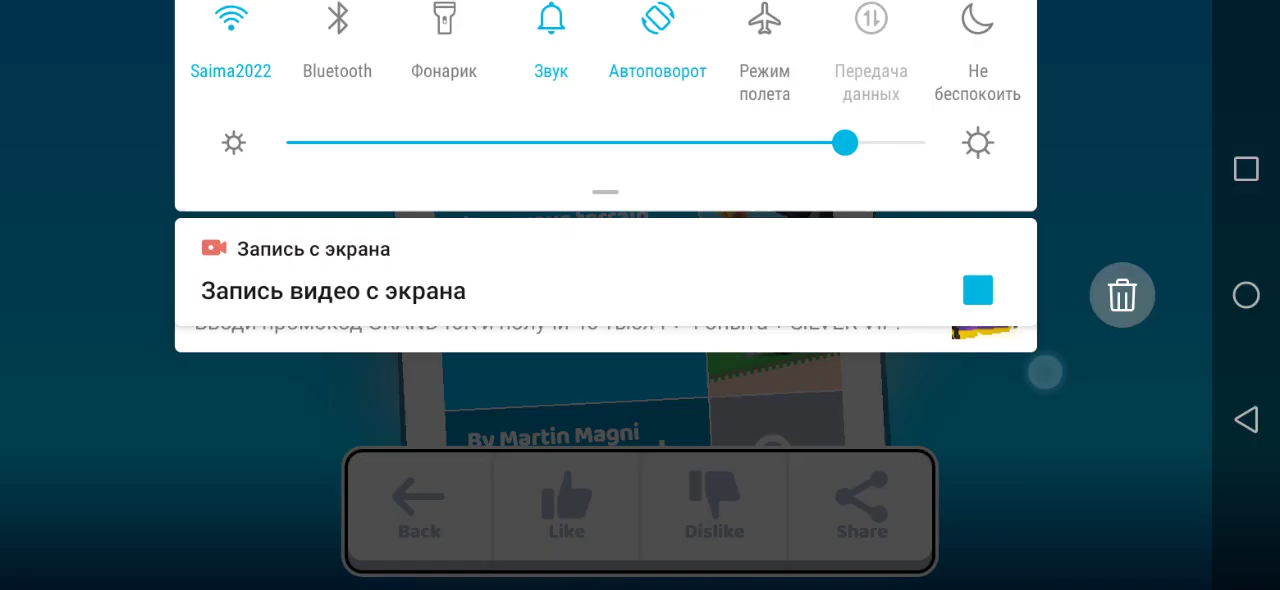 Saima2022 Bluetooth Фонарик Звук Автоповорот Режим полета Передача данных Не беспокоить
terrain
Запись с экрана
Запись видео с экрана
By Martin Magni
Back Like Dislike Share